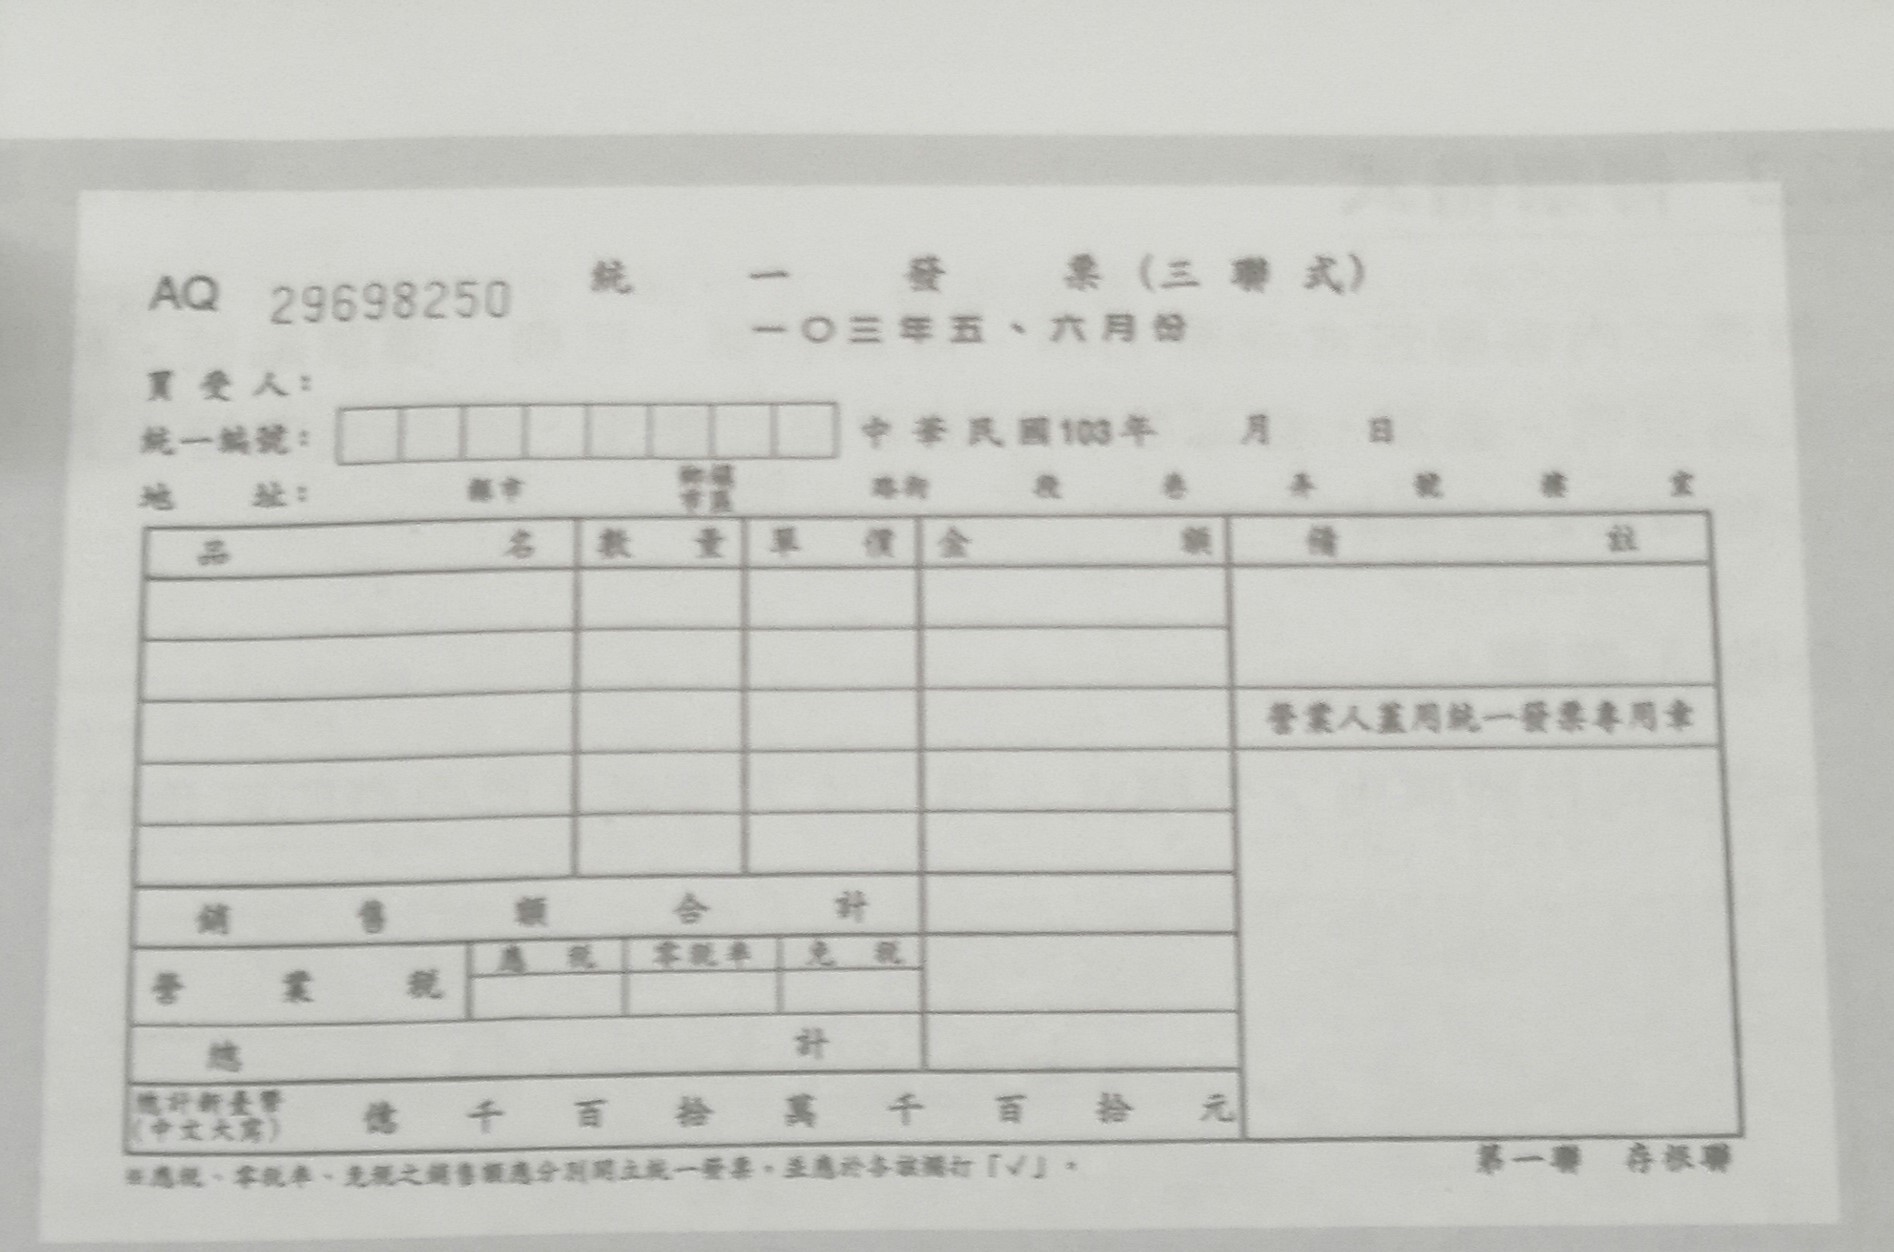 AQ 29698250 統一發票(三聯式)
一〇三年五、六月份
買受人:
統一編號: 中華民國103年 月 日
地址: 縣市 鄉鎮市區 路街 段 巷 弄 號 樓 室
品名 數量 單價 金額 備註
營業人蓋用統一發票專用章
銷售額合計
營業稅 應稅 零稅率 免稅
總計
總計新臺幣
(中文大寫) 億 千 百 拾 萬 千 百 拾 元
※應稅、零稅率、免稅之銷售額應分別開立統一發票,並應於各該欄打「✓」。
第一聯 存根聯